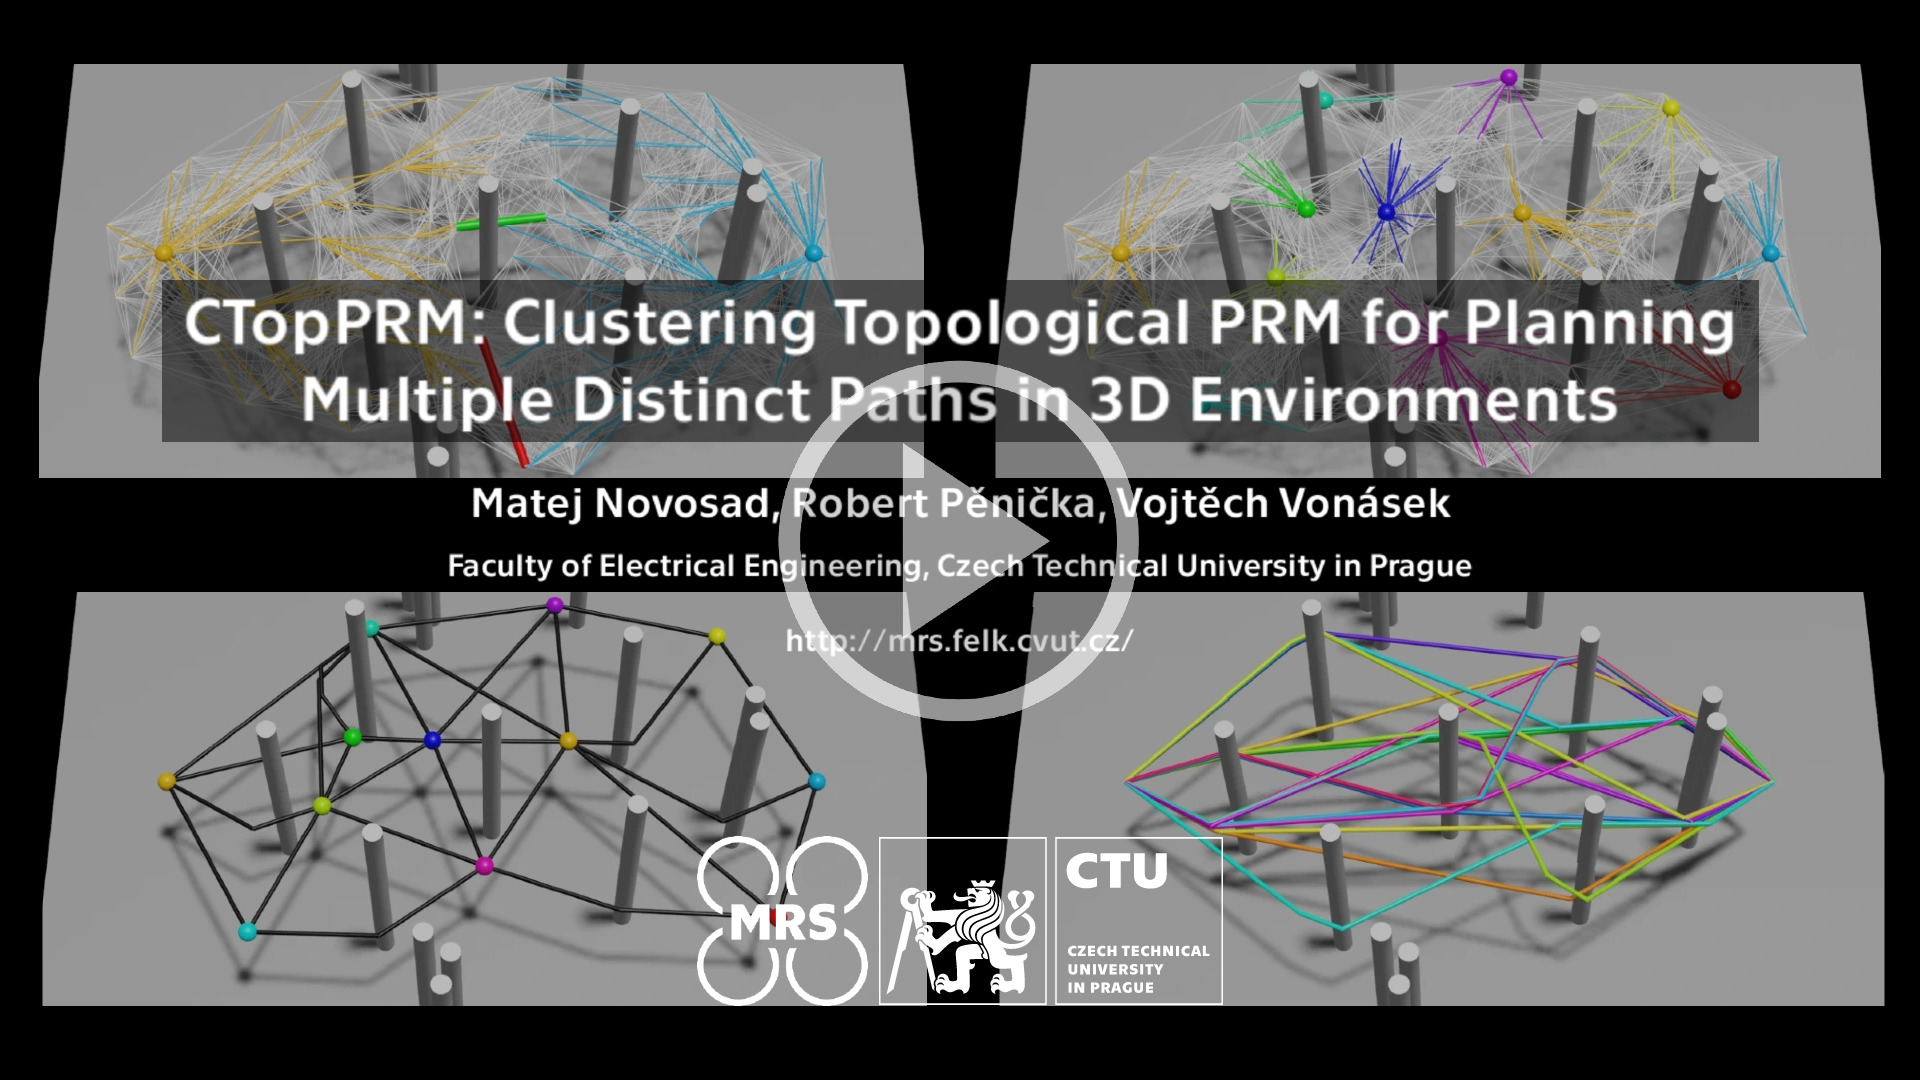 CTopPRM: Clustering Topological PRM for Planning
Multiple Distinct Paths in 3D Environments
Matej Novosad, Robert Pěnička, Vojtěch Vonásek
Faculty of Electrical Engineering, Czech Technical University in Prague
http://mrs.felk.cvut.cz/
MRS
CTU
CZECH TECHNICAL
UNIVERSITY
IN PRAGUE